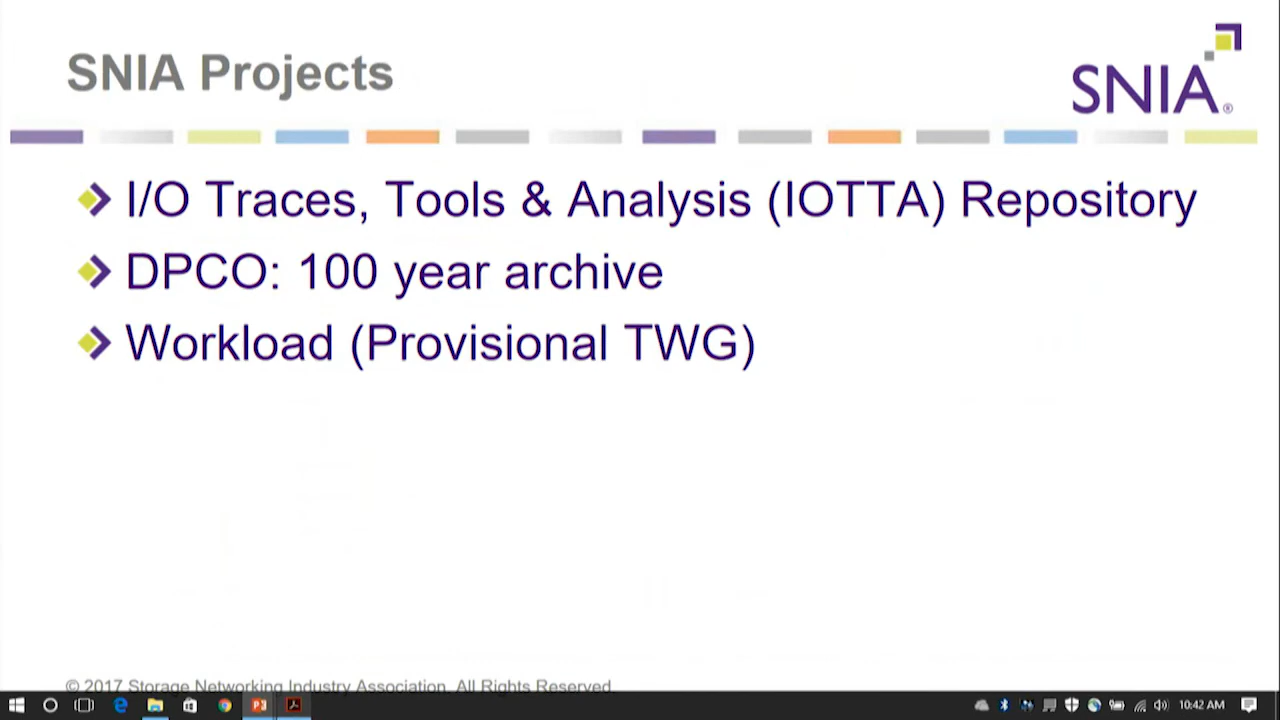 SNIA Projects
SNIA®
I/O Traces, Tools & Analysis (IOTTA) Repository
DPCO: 100 year archive
Workload (Provisional TWG)
© 2017 Storage Networking Industry Association. All Rights Reserved.
10:42 AM